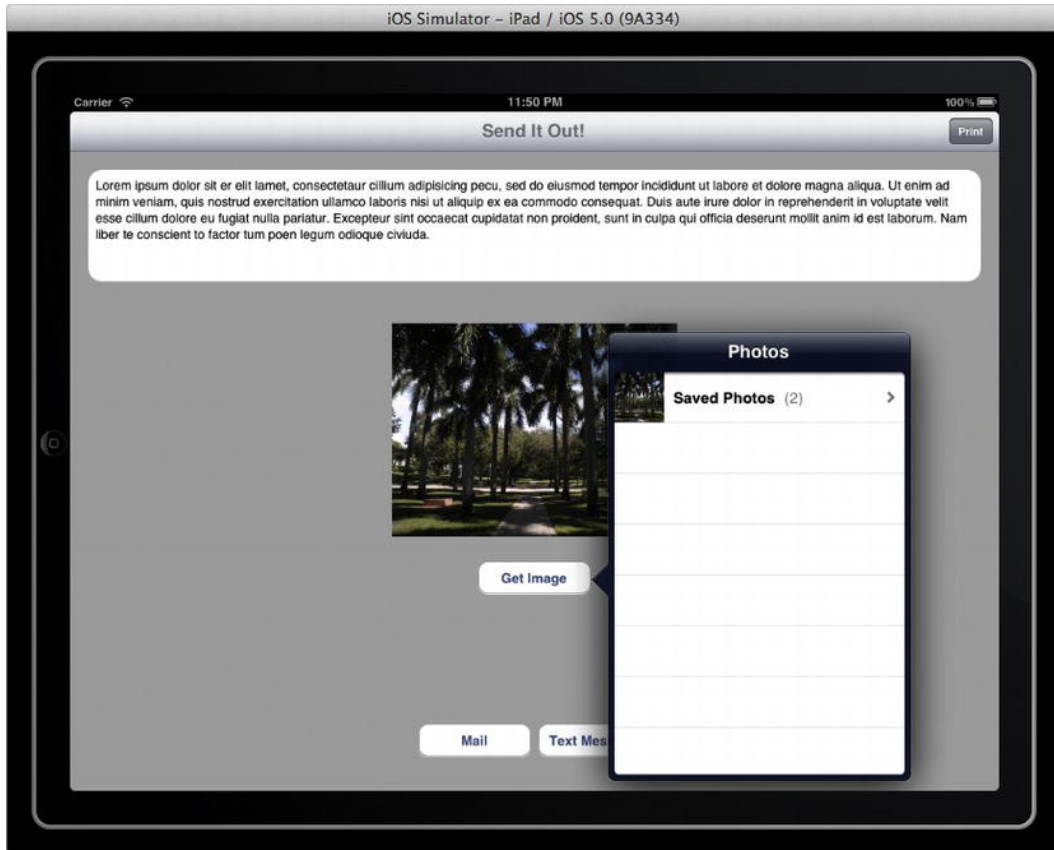 iOS Simulator – iPad / iOS 5.0 (9A334)
Carrier 11:50 PM 100%
Send It Out! Print
Lorem ipsum dolor sit er elit lamet, consectetaur cillium adipisicing pecu, sed do eiusmod tempor incididunt ut labore et dolore magna aliqua. Ut enim ad
minim veniam, quis nostrud exercitation ullamco laboris nisi ut aliquip ex ea commodo consequat. Duis aute irure dolor in reprehenderit in voluptate velit
esse cillum dolore eu fugiat nulla pariatur. Excepteur sint occaecat cupidatat non proident, sunt in culpa qui officia deserunt mollit anim id est laborum. Nam
liber te conscient to factor tum poen legum odioque civiuda.
Photos
Saved Photos (2)
Get Image
Mail
Text Mes